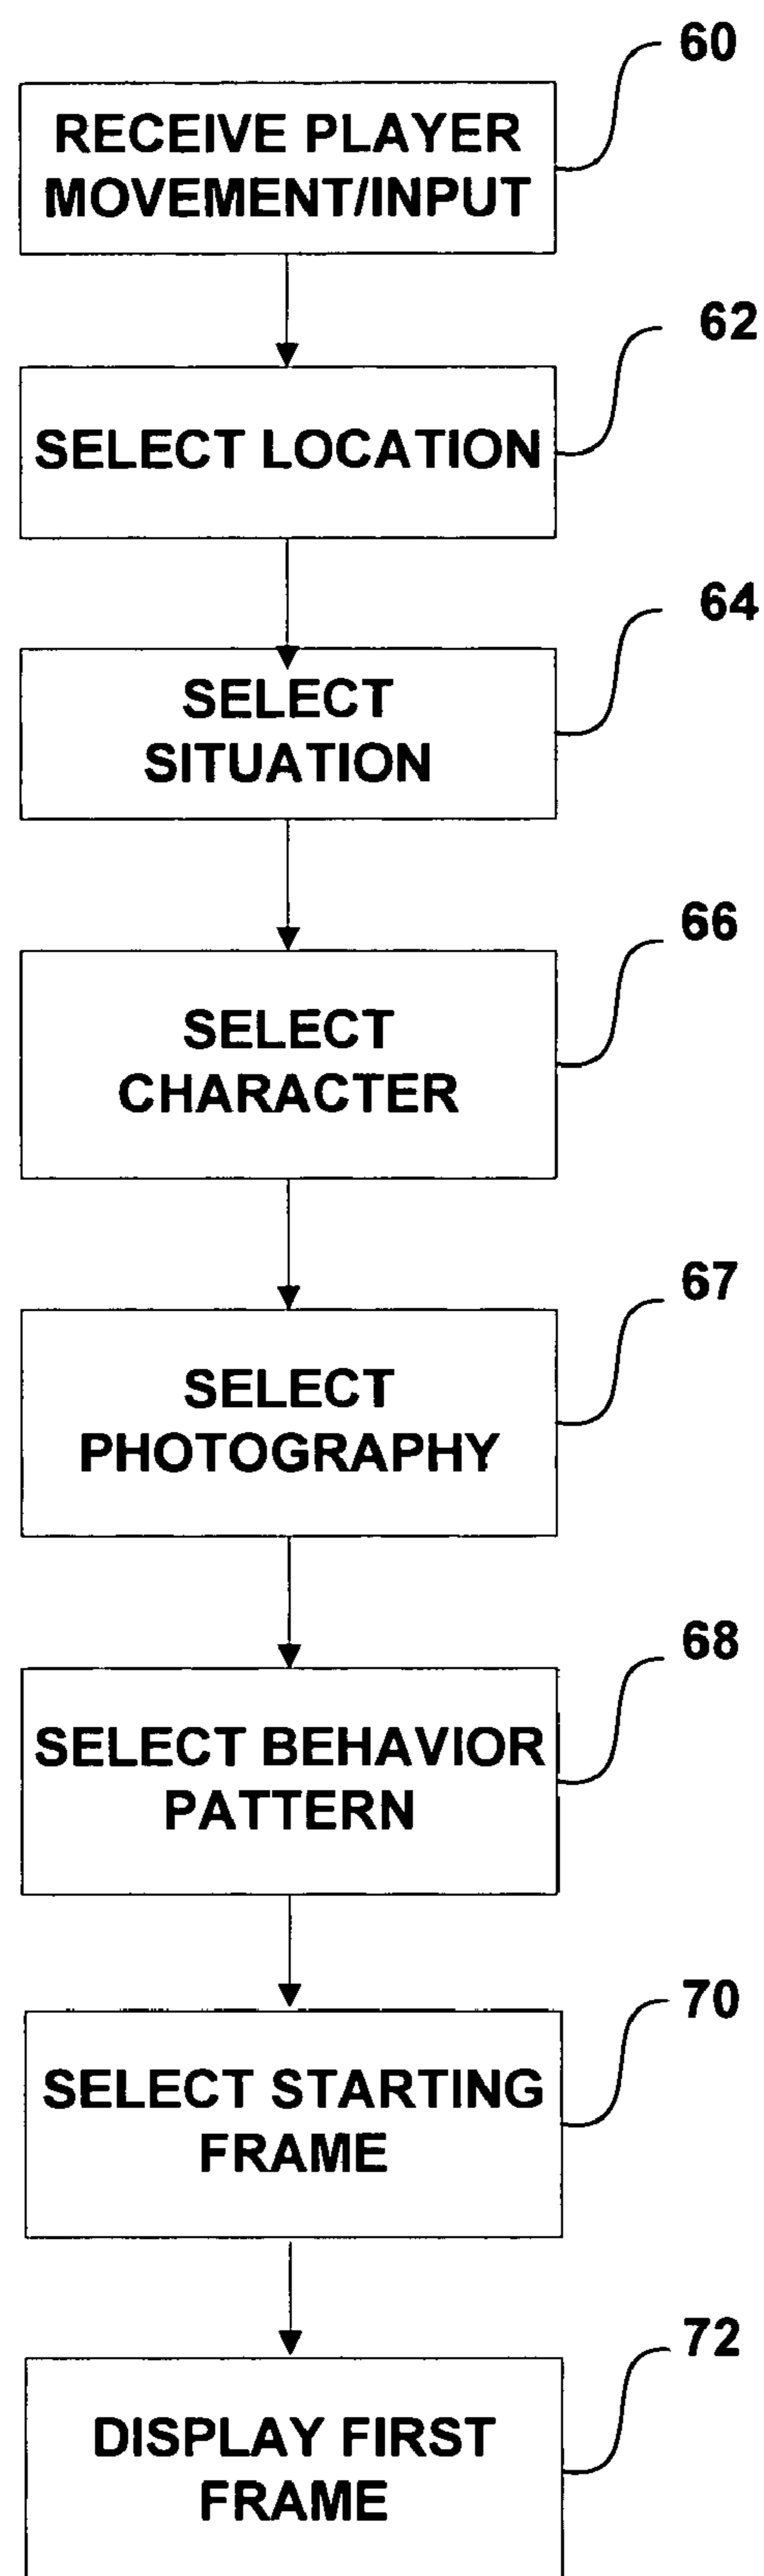 60
RECEIVE PLAYER
MOVEMENT/INPUT
62
SELECT LOCATION
64
SELECT
SITUATION
66
SELECT
CHARACTER
67
SELECT
PHOTOGRAPHY
68
SELECT BEHAVIOR
PATTERN
70
SELECT STARTING
FRAME
72
DISPLAY FIRST
FRAME